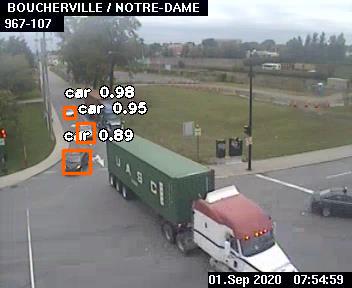 BOUCHERVILLE / NOTRE-DAME
967-107
car 0.98
car 0.95
car 0.89
UASC
01.Sep 2020 07:54:59